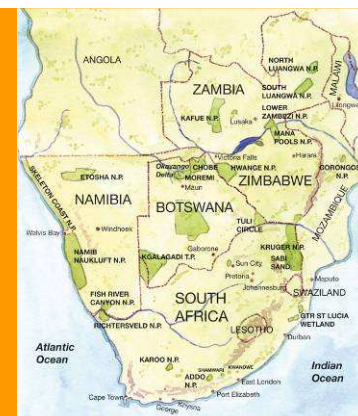 ANGOLA
ZAMBIA
NORTH
LUANGWA N.P.
MALAWI
SOUTH
LUANGWA N.P.
LOWER
ZAMBEZI N.P.
KAFUE N.P.
Lusaka
MANA
POOLS N.P.
Victoria Falls
Harare
ETOSHA N.P.
Okavango
Delta
CHOBE
MOREMI
Maun
HWANGE N.P.
ZIMBABWE
N.P.
SKELETON COAST N.P.
NAMIBIA
BOTSWANA
MOZAMBIQUE
TULI
CIRCLE
Walvis Bay
Windhoek
NAMIB
NAUKLUFT N.P.
KGALAGADI T.P.
Gaborone
KRUGER N.P.
SABI
SAND
Sun City
Pretoria
Johannesburg
Maputo
SWAZILAND
FISH RIVER
CANYON N.P.
RICHTERSVELD N.P.
SOUTH
AFRICA
LESOTHO
GTR ST LUCIA
WETLAND
Durban
Atlantic
Ocean
Indian
Ocean
KAROO N.P.
SHAMWARI
KWANDWE
ADDO
N.P.
East London
Port Elizabeth
Cape Town
George
Knysna